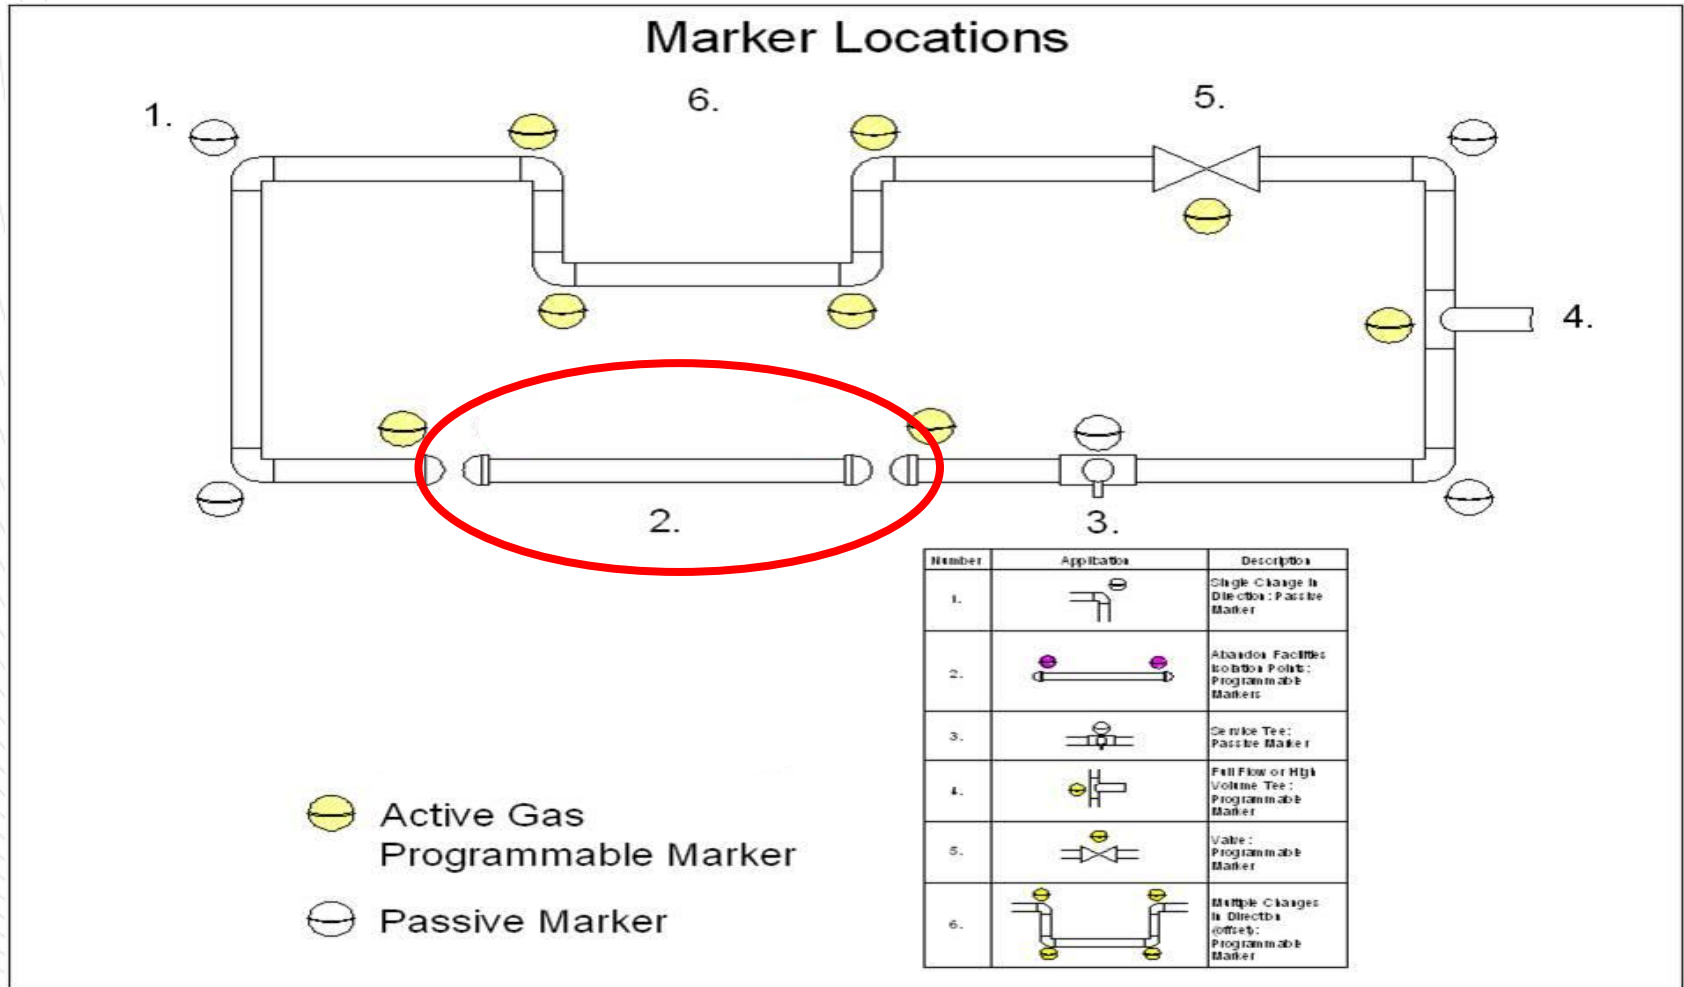 Marker Locations
1.
6.
5.
4.
2.
3.
Number Application Description
1. Single Change in
Direction: Passive
Marker
2. Abandon Facilities
Isolation Points:
Programmable
Markers
3. Service Tee:
Passive Marker
4. Full Flow or High
Volume Tee:
Programmable
Marker
5. Valve:
Programmable
Marker
6. Multiple Changes
in Direction
(offset):
Programmable
Marker
Active Gas
Programmable Marker
Passive Marker